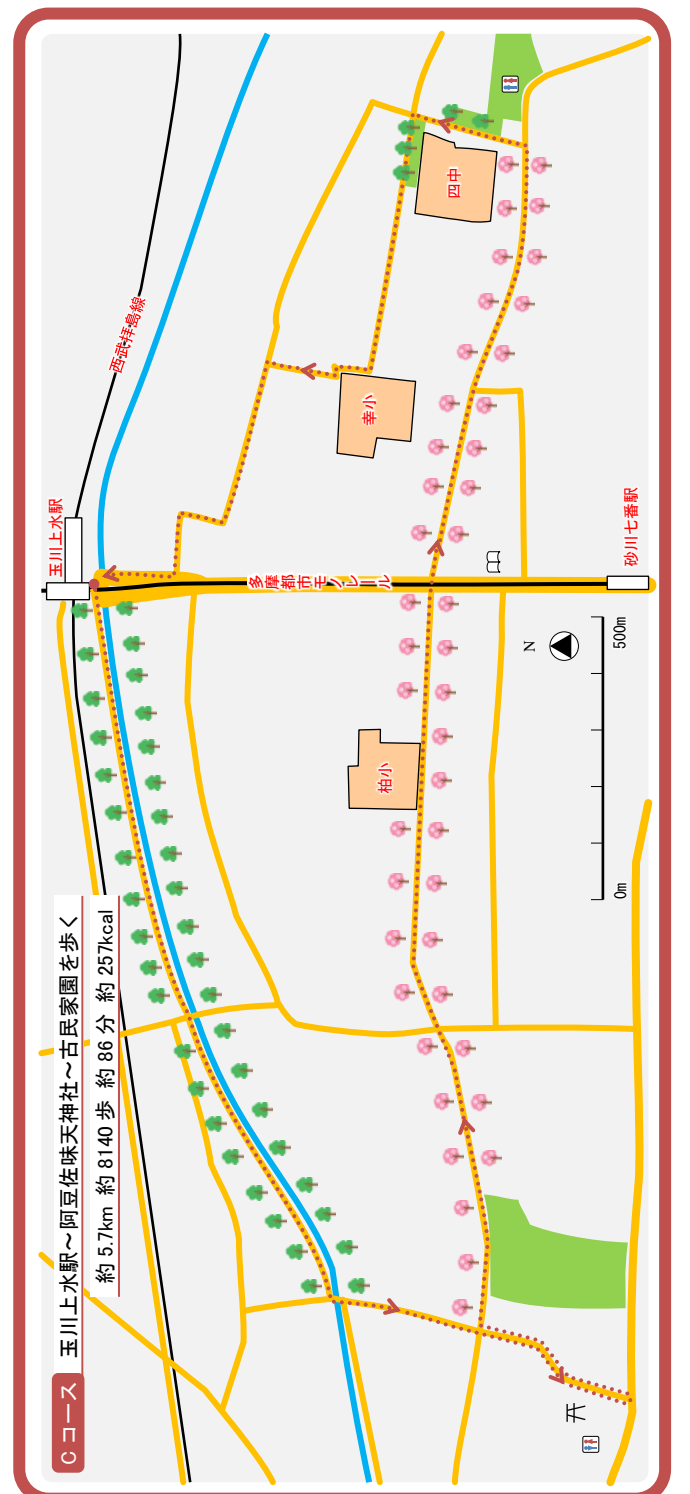 Cコース
玉川上水駅~阿豆佐味天神社~古民家園を歩く
約 5.7km 約 8140 歩 約 86 分 約 257kcal
西武拝島線
玉川上水駅
多摩都市モノレール
砂川七番駅
四中
幸小
柏小
N
0m
500m